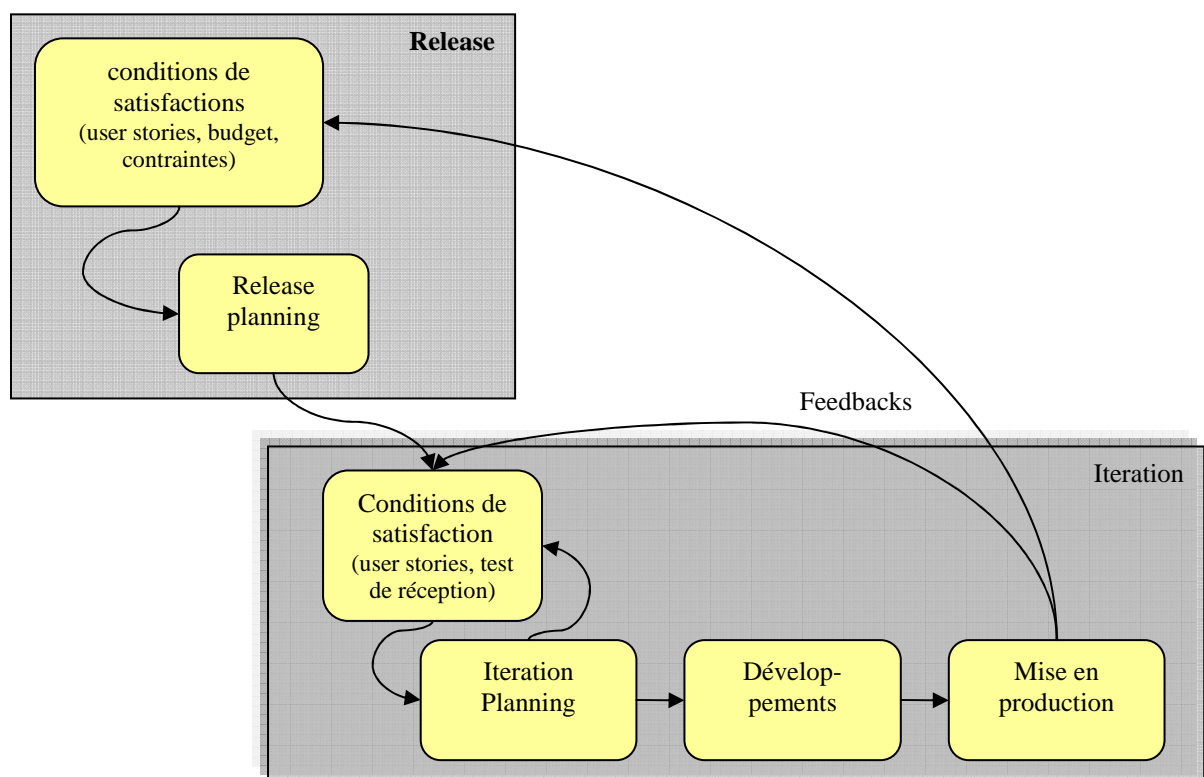 Release
conditions de
satisfactions
(user stories, budget,
contraintes)
Release
planning
Feedbacks
Iteration
Conditions de
satisfaction
(user stories, test
de réception)
Iteration
Planning
Dévelop-
pements
Mise en
production